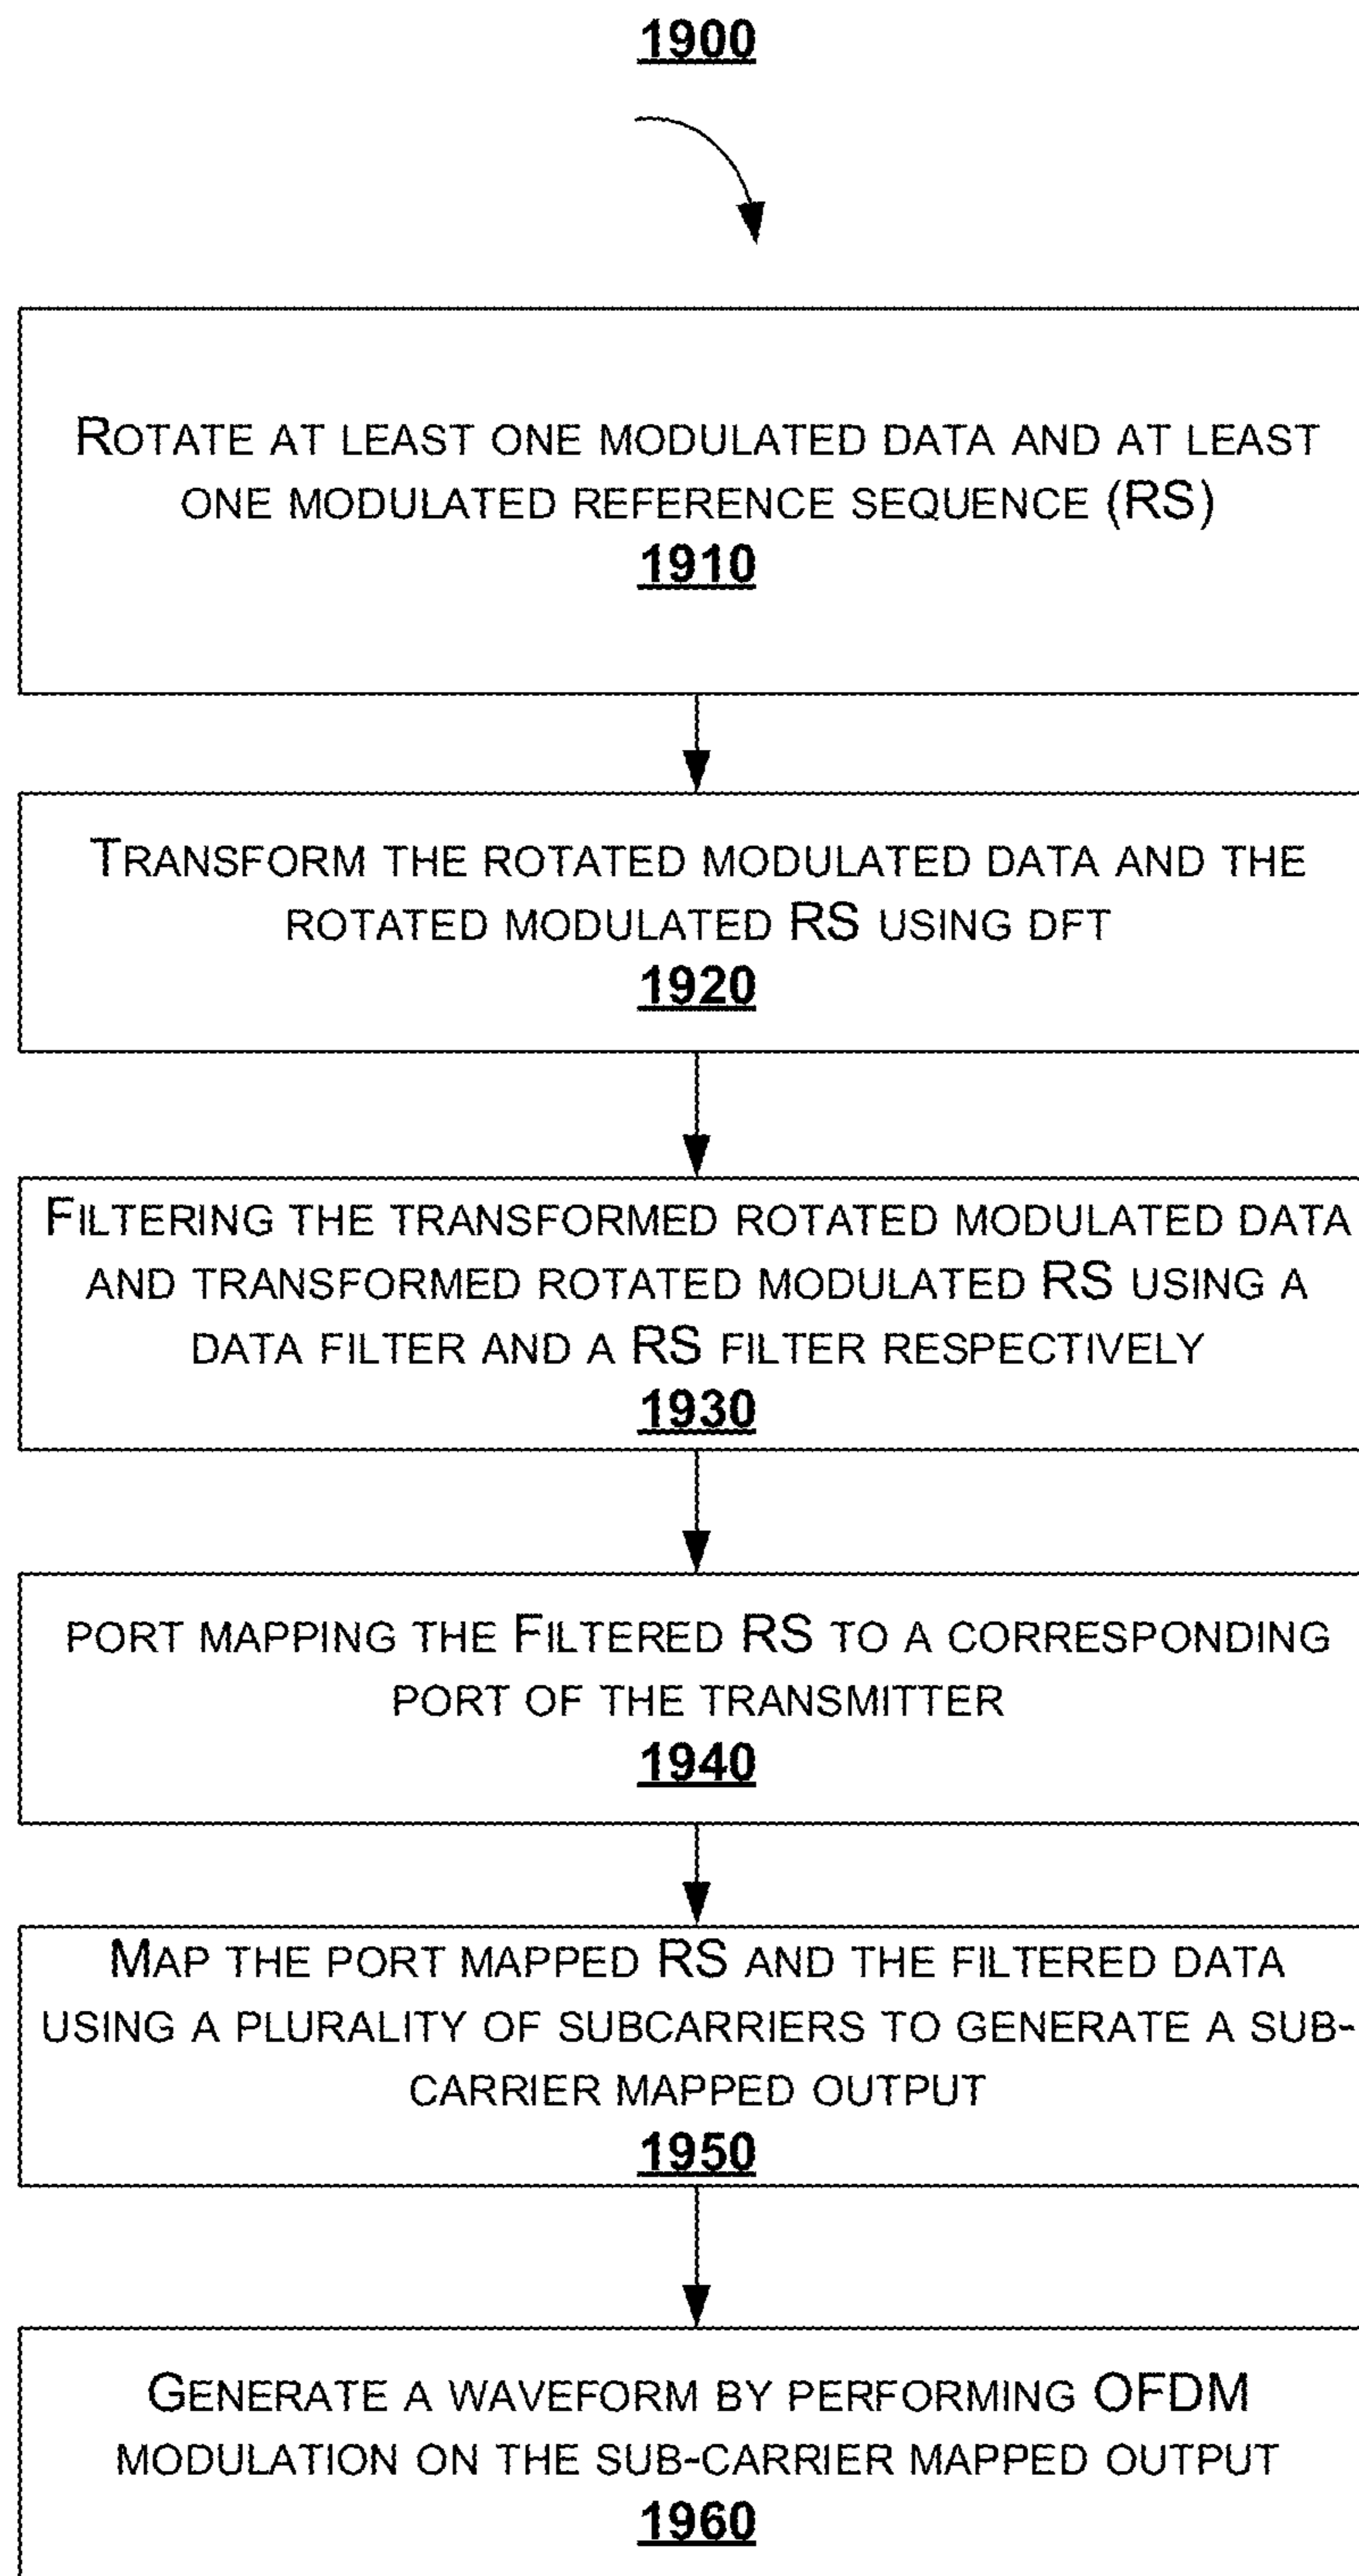 1900
ROTATE AT LEAST ONE MODULATED DATA AND AT LEAST
ONE MODULATED REFERENCE SEQUENCE (RS)
1910
TRANSFORM THE ROTATED MODULATED DATA AND THE
ROTATED MODULATED RS USING DFT
1920
FILTERING THE TRANSFORMED ROTATED MODULATED DATA
AND TRANSFORMED ROTATED MODULATED RS USING A
DATA FILTER AND A RS FILTER RESPECTIVELY
1930
PORT MAPPING THE FILTERED RS TO A CORRESPONDING
PORT OF THE TRANSMITTER
1940
MAP THE PORT MAPPED RS AND THE FILTERED DATA
USING A PLURALITY OF SUBCARRIERS TO GENERATE A SUB-
CARRIER MAPPED OUTPUT
1950
GENERATE A WAVEFORM BY PERFORMING OFDM
MODULATION ON THE SUB-CARRIER MAPPED OUTPUT
1960